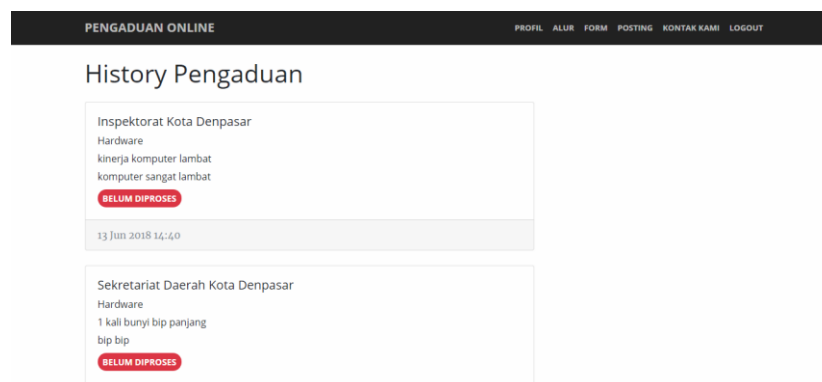 PENGADUAN ONLINE
PROFIL ALUR FORM POSTING KONTAK KAMI LOGOUT
History Pengaduan
Inspektorat Kota Denpasar
Hardware
kinerja komputer lambat
komputer sangat lambat
BELUM DIPROSES
13 Jun 2018 14:40
Sekretariat Daerah Kota Denpasar
Hardware
1 kali bunyi bip panjang
bip bip
BELUM DIPROSES